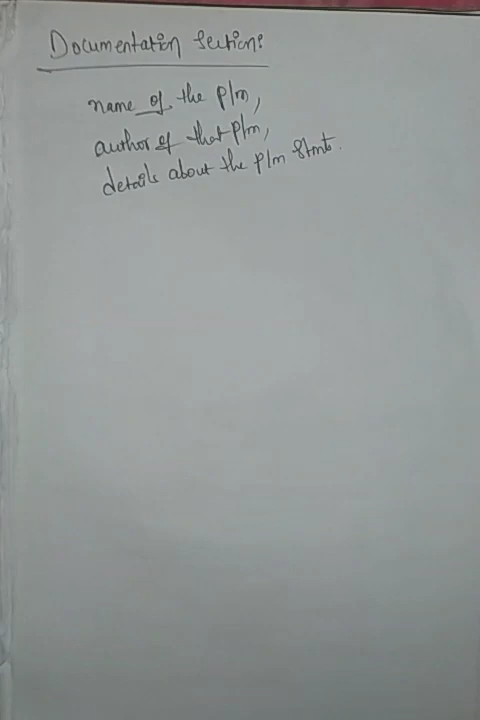 Documentation Section:
name of the p/m,
author of that p/m,
details about the p/m Stmts.